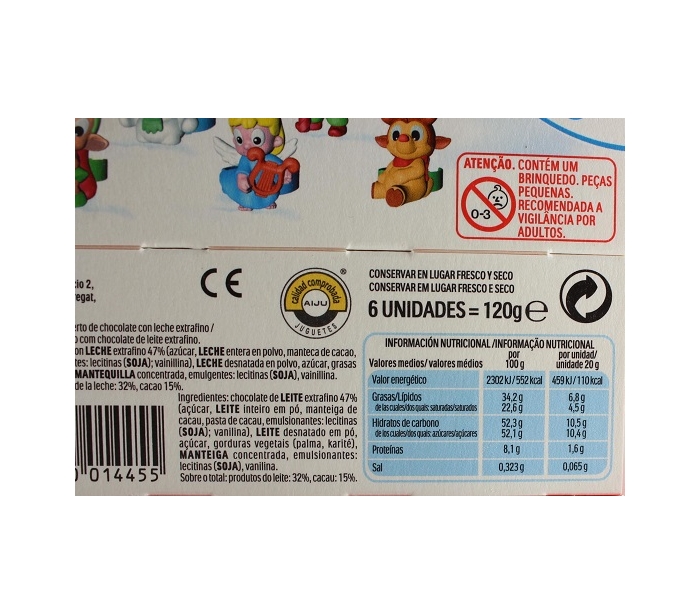 ATENÇÃO. CONTÉM UM
BRINQUEDO. PEÇAS
PEQUENAS.
RECOMENDADA A
VIGILÂNCIA POR
ADULTOS.
0-3
cio 2,
regat,
CE
calidad comprobada
AIJU
JUGUETES
®
CONSERVAR EN LUGAR FRESCO Y SECO
CONSERVAR EM LUGAR FRESCO E SECO
6 UNIDADES = 120g e
erto de chocolate con leche extrafino /
o com chocolate de leite extrafino.
on LECHE extrafino 47% (azúcar, LECHE entera en polvo, manteca de cacao,
inas (SOJA); vainillina), LECHE desnatada en polvo, azúcar, grasas
MANTEQUILLA concentrada, emulgentes: lecitinas (SOJA), vainillina.
de la leche: 32%, cacao 15%.
Ingredientes: chocolate de LEITE extrafino 47%
(açúcar, LEITE inteiro em pó, manteiga de
cacau, pasta de cacau, emulsionantes: lecitinas
(SOJA); vanilina), LEITE desnatado em pó,
açúcar, gorduras vegetais (palma, karité),
MANTEIGA concentrada, emulsionantes:
lecitinas (SOJA), vanilina.
Sobre o total: produtos do leite: 32%, cacau: 15%.
0 014455
INFORMACIÓN NUTRICIONAL /INFORMAÇÃO NUTRICIONAL
Valores medios/ valores médios por 100 g por unidad/ unidade 20 g
Valor energético 2302 kJ / 552 kcal 459 kJ / 110 kcal
Grasas/Lípidos 34,2 g 6,8 g
de las cuales/dos quais: saturadas/saturados 22,6 g 4,5 g
Hidratos de carbono 52,3 g 10,5 g
de los cuales/dos quais: azúcares/açúcares 52,1 g 10,4 g
Proteínas 8,1 g 1,6 g
Sal 0,323 g 0,065 g